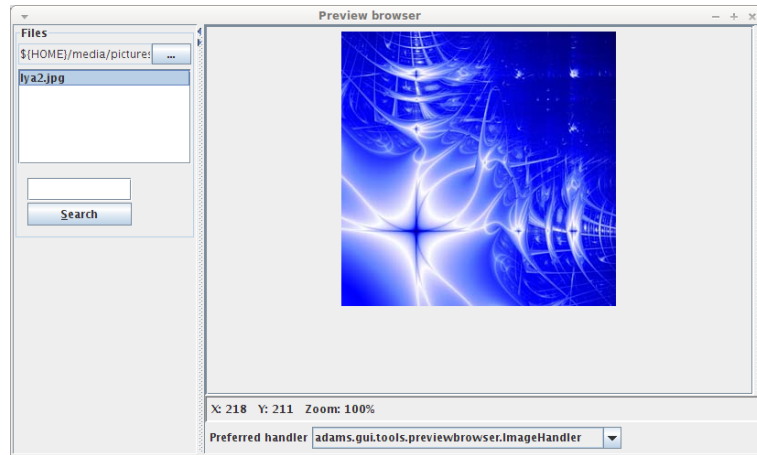 Preview browser
Files
${HOME}/media/pictures
...
lya2.jpg
Search
X: 218 Y: 211 Zoom: 100%
Preferred handler adams.gui.tools.previewbrowser.ImageHandler